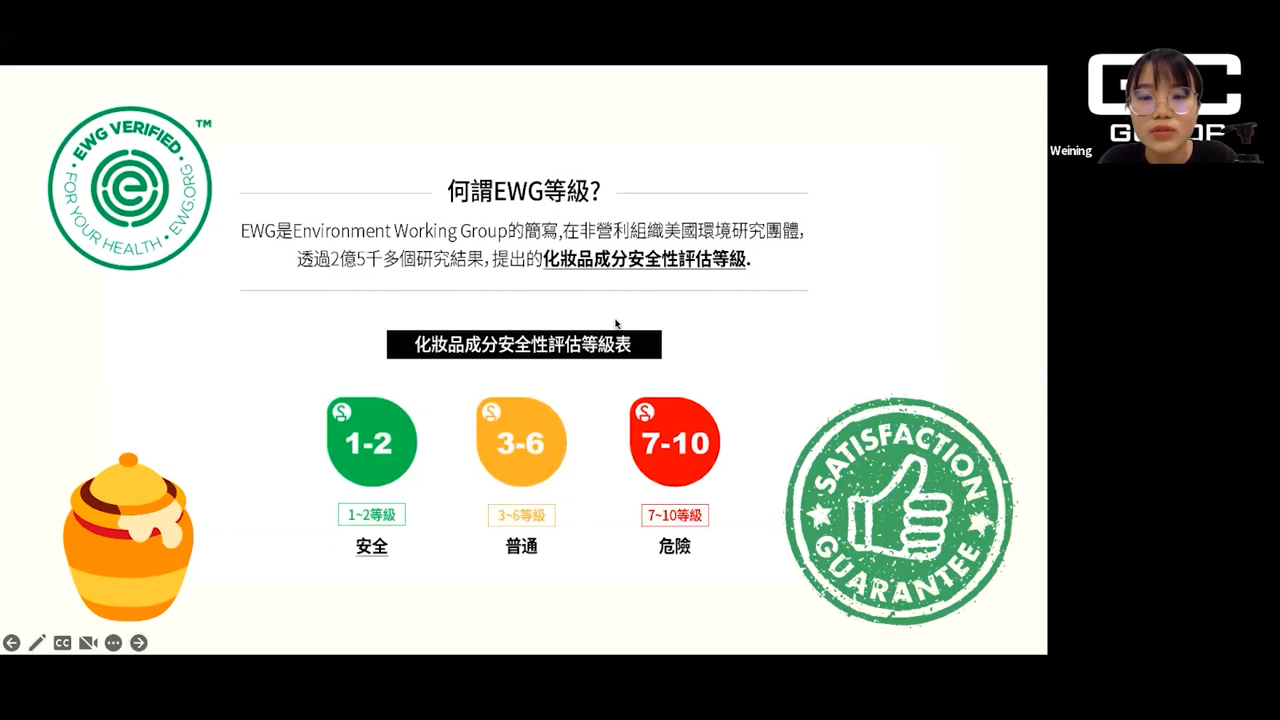 EWG VERIFIED
TM
FOR YOUR HEALTH • EWG.ORG
何謂EWG等級?
EWG是Environment Working Group的簡寫,在非營利組織美國環境研究團體,
透過2億5千多個研究結果,提出的化妝品成分安全性評估等級.
化妝品成分安全性評估等級表
1-2
3-6
7-10
1~2等級
3~6等級
7~10等級
安全
普通
危險
SATISFACTION
GUARANTEE
CC
Weining